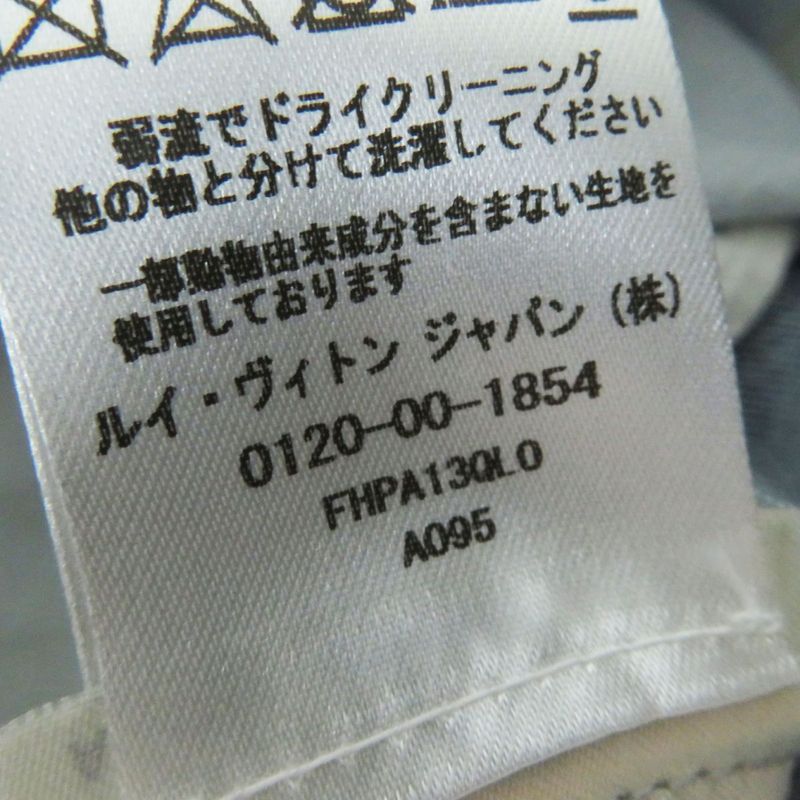 弱流でドライクリーニング
他の物と分けて洗濯してください
一部動物由来成分を含まない生地を
使用しております
ルイ・ヴィトン ジャパン (株)
0120-00-1854
FHPA13QLO
A095